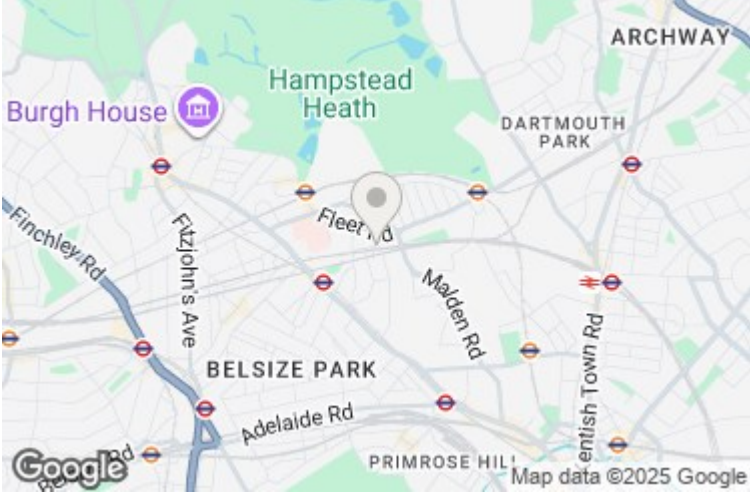 ARCHWAY
Hampstead
Heath
Burgh House
DARTMOUTH
PARK
Fleet Rd
Finchley Rd
Fitzjohn's Ave
Malden Rd
Kentish Town Rd
BELSIZE PARK
Adelaide Rd
PRIMROSE HILL
Rd
Google
Map data ©2025 Google